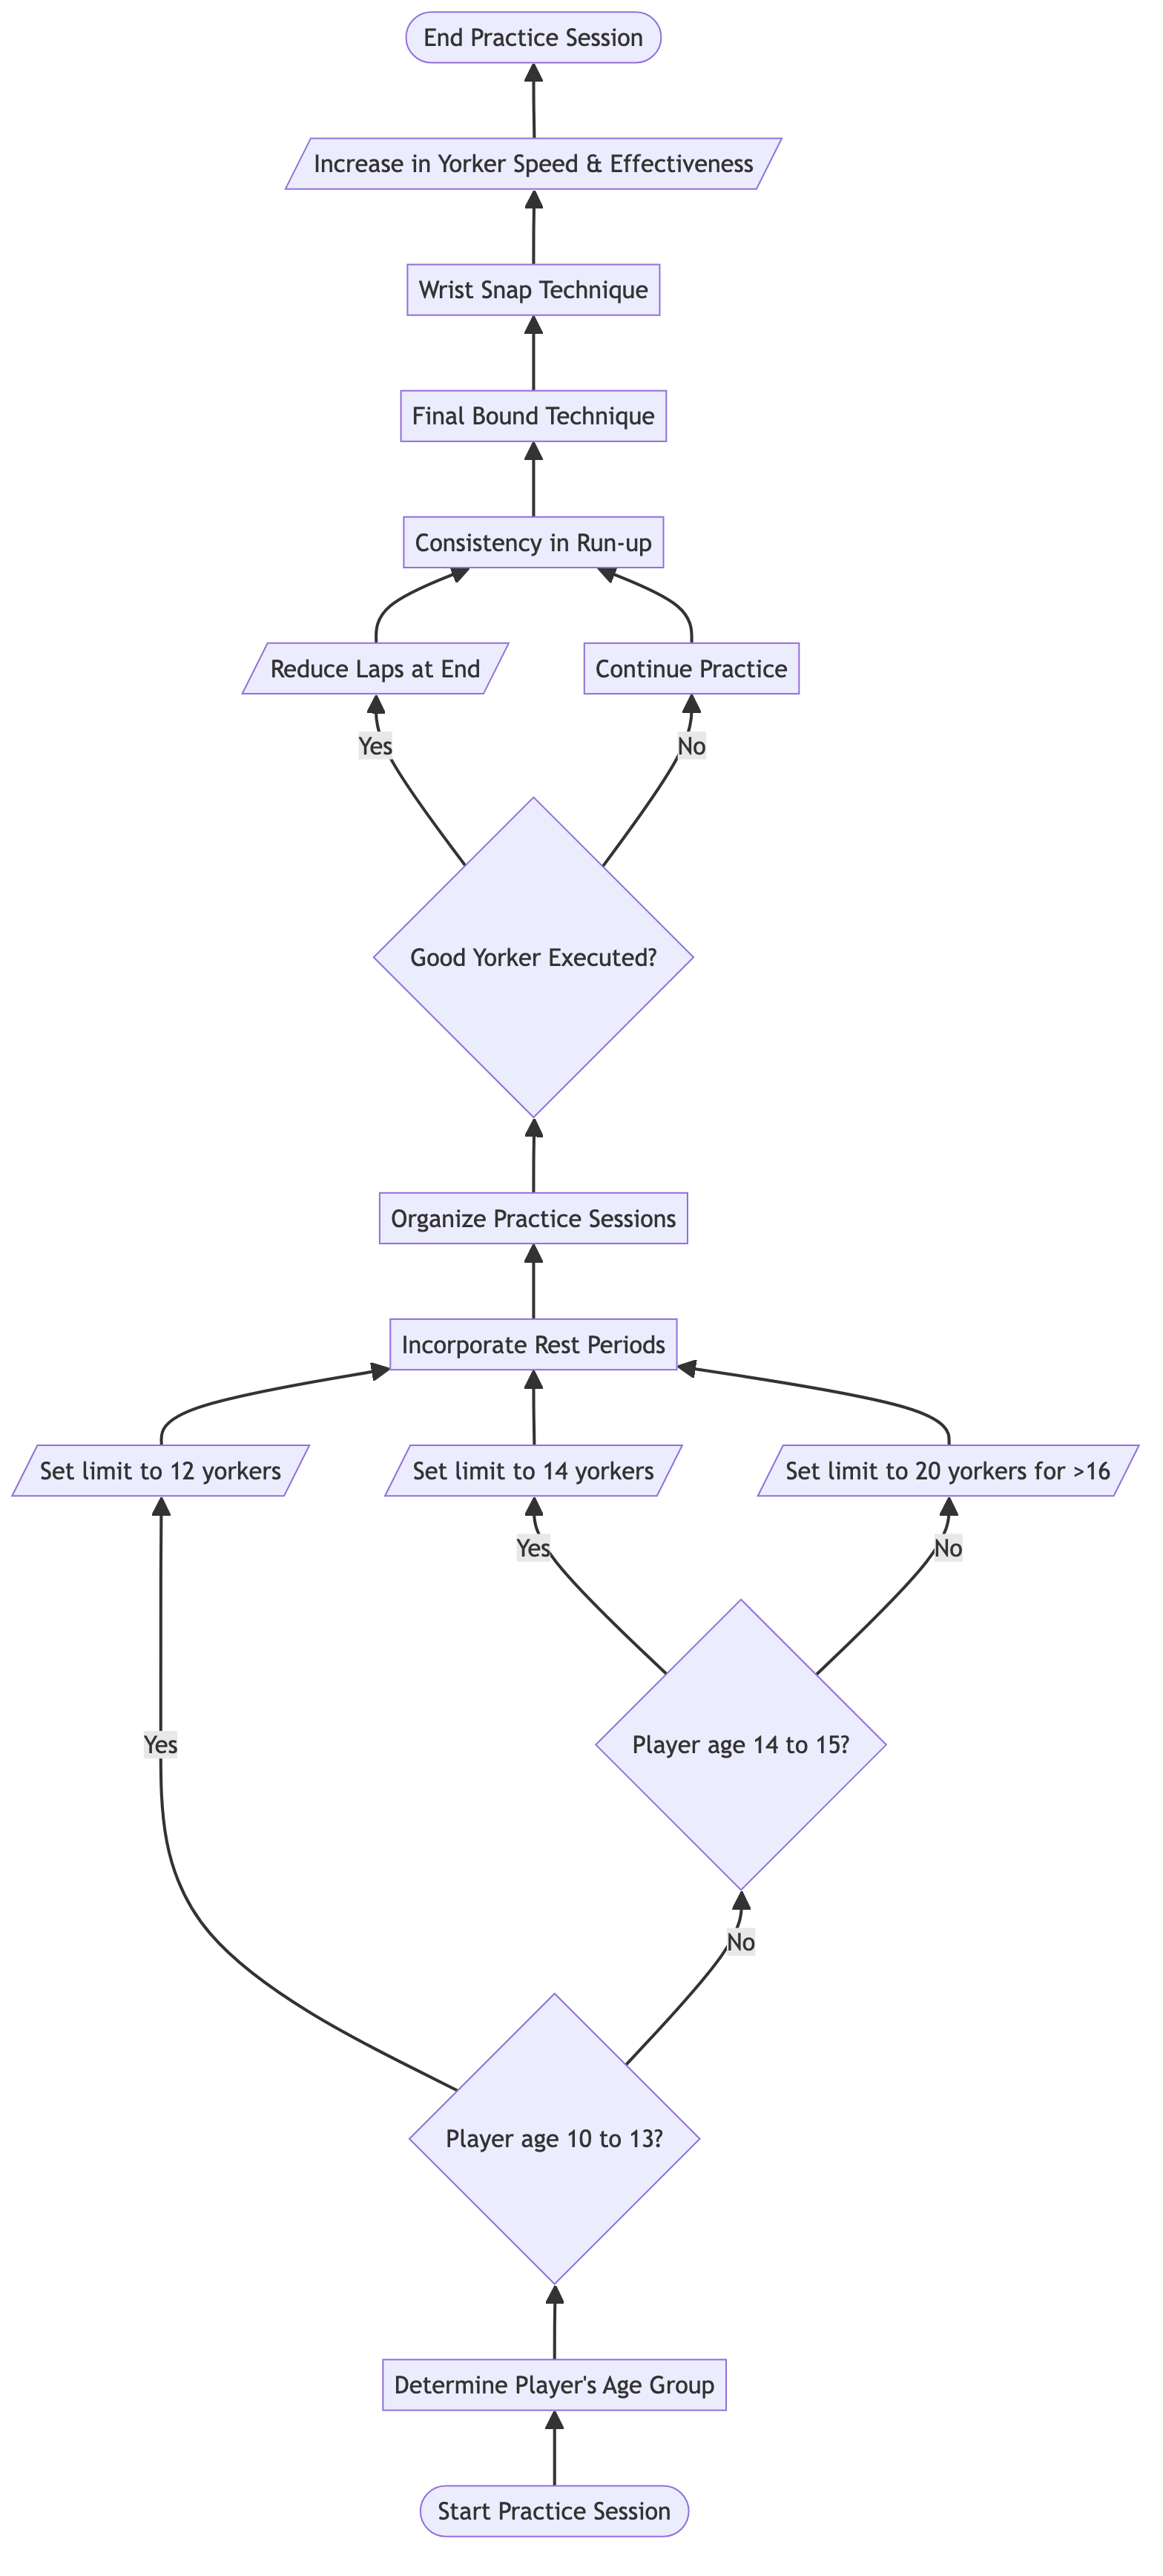 End Practice Session
Increase in Yorker Speed & Effectiveness
Wrist Snap Technique
Final Bound Technique
Consistency in Run-up
Reduce Laps at End
Continue Practice
Yes
No
Good Yorker Executed?
Organize Practice Sessions
Incorporate Rest Periods
Set limit to 12 yorkers
Set limit to 14 yorkers
Set limit to 20 yorkers for >16
Yes
No
Yes
Player age 14 to 15?
No
Player age 10 to 13?
Determine Player's Age Group
Start Practice Session